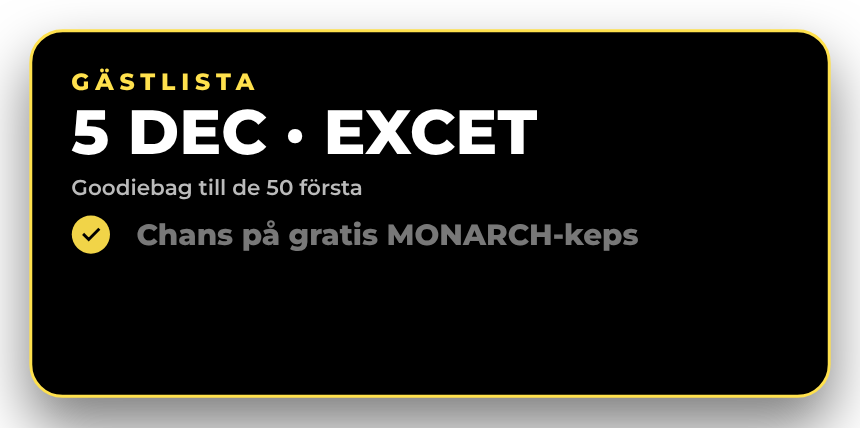 GÄSTLISTA
5 DEC • EXCET
Goodiebag till de 50 första
Chans på gratis MONARCH-keps